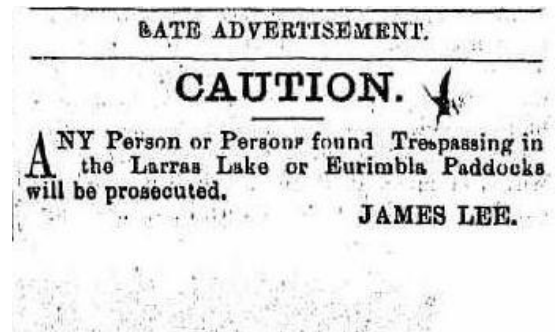 LATE ADVERTISEMENT.
CAUTION.
ANY Person or Persons found Trespassing in
the Larras Lake or Eurimbla Paddocks
will be prosecuted.
JAMES LEE.